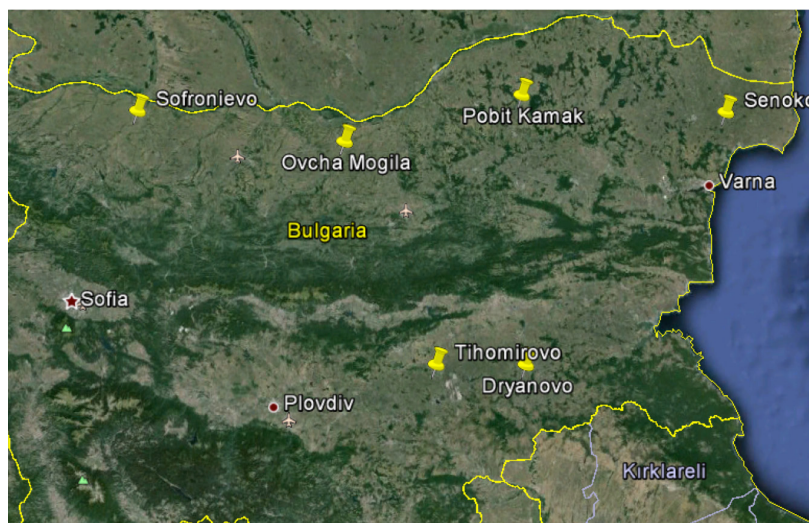 Sofronievo
Senoko
Pobit Kamak
Ovcha Mogila
Varna
Bulgaria
Sofia
Tihomirovo
Dryanovo
Plovdiv
Kırklareli